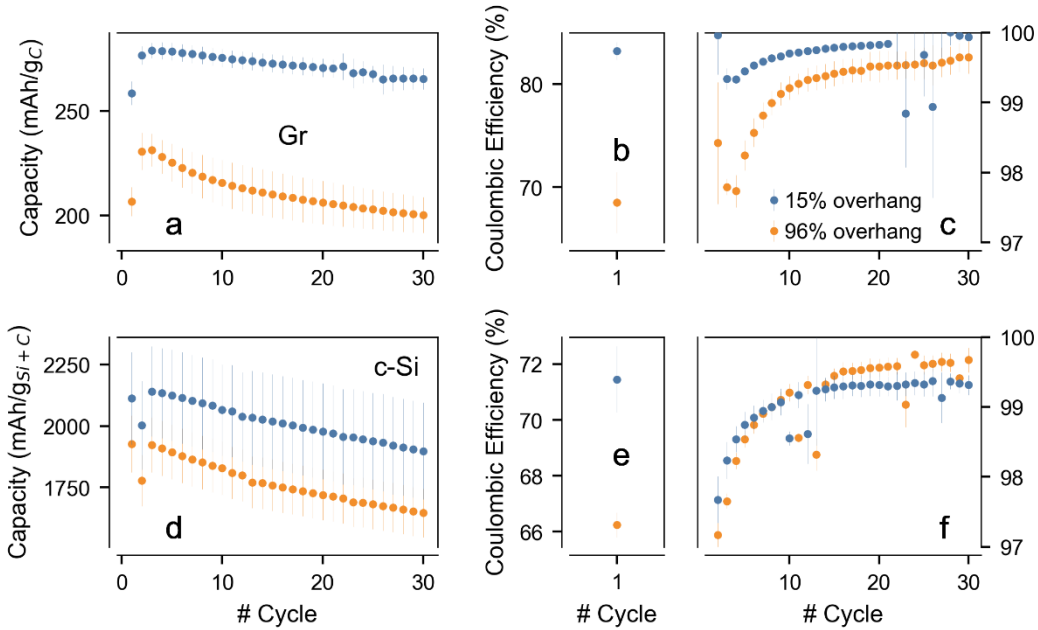 Capacity (mAh/gC)
250
200
Gr
a
0
10
20
30
Coulombic Efficiency (%)
80
70
b
1
15% overhang
96% overhang
c
100
99
98
97
10
20
30
Capacity (mAh/gSi + C)
2250
2000
1750
c-Si
d
0
10
20
30
# Cycle
Coulombic Efficiency (%)
72
70
68
66
e
1
# Cycle
f
100
99
98
97
10
20
30
# Cycle